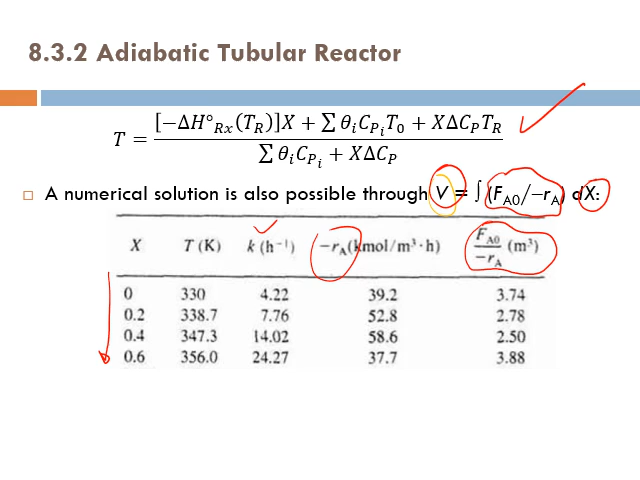 8.3.2 Adiabatic Tubular Reactor
T = [−ΔH°Rx(TR)]X + ∑ θiCPiT0 + XΔCPTR / ∑ θiCPi + XΔCP
A numerical solution is also possible through V = ∫ (FA0/−rA) dX:
X T (K) k (h⁻¹) −rA(kmol/m³·h) FA0/−rA (m³)
0 330 4.22 39.2 3.74
0.2 338.7 7.76 52.8 2.78
0.4 347.3 14.02 58.6 2.50
0.6 356.0 24.27 37.7 3.88